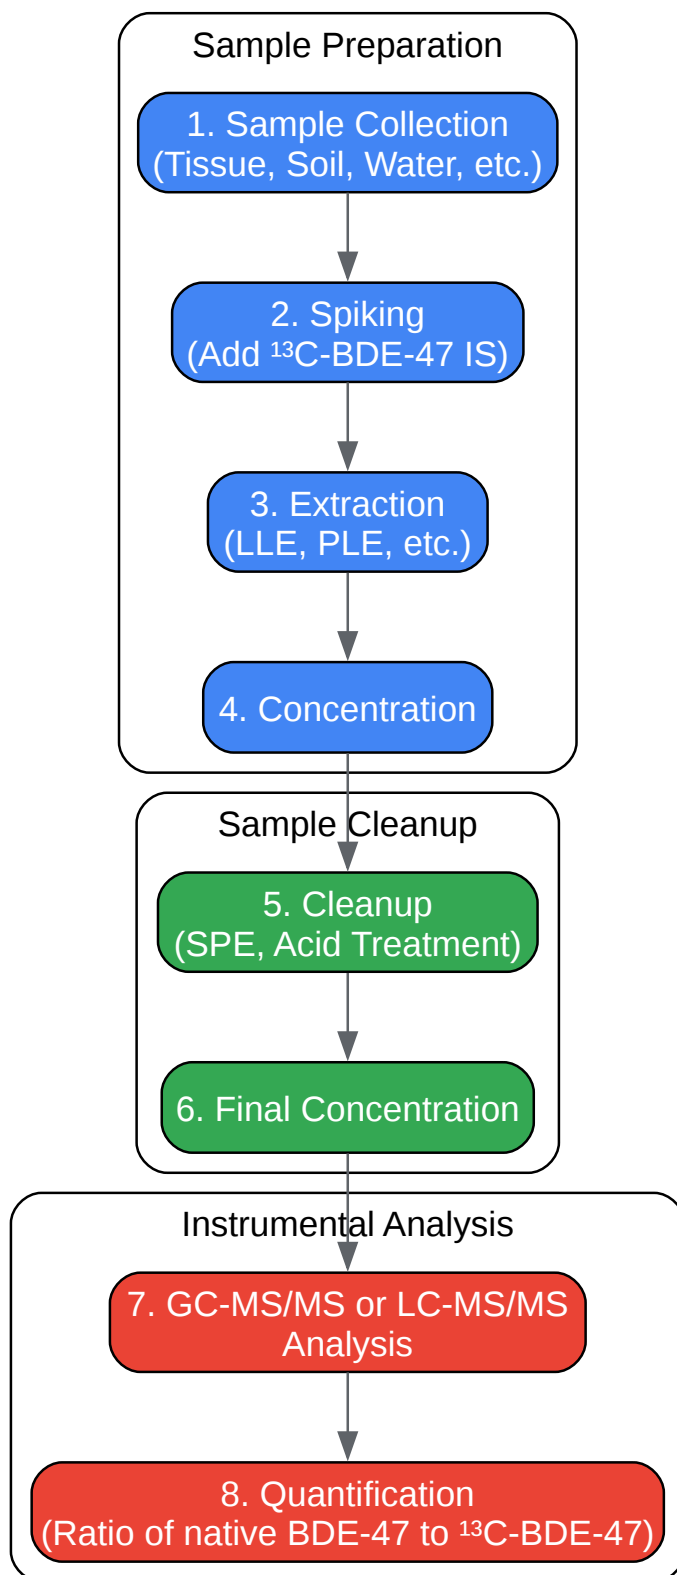 Sample Preparation
1. Sample Collection
(Tissue, Soil, Water, etc.)
2. Spiking
(Add ¹³C-BDE-47 IS)
3. Extraction
(LLE, PLE, etc.)
4. Concentration
Sample Cleanup
5. Cleanup
(SPE, Acid Treatment)
6. Final Concentration
Instrumental Analysis
7. GC-MS/MS or LC-MS/MS
Analysis
8. Quantification
(Ratio of native BDE-47 to ¹³C-BDE-47)